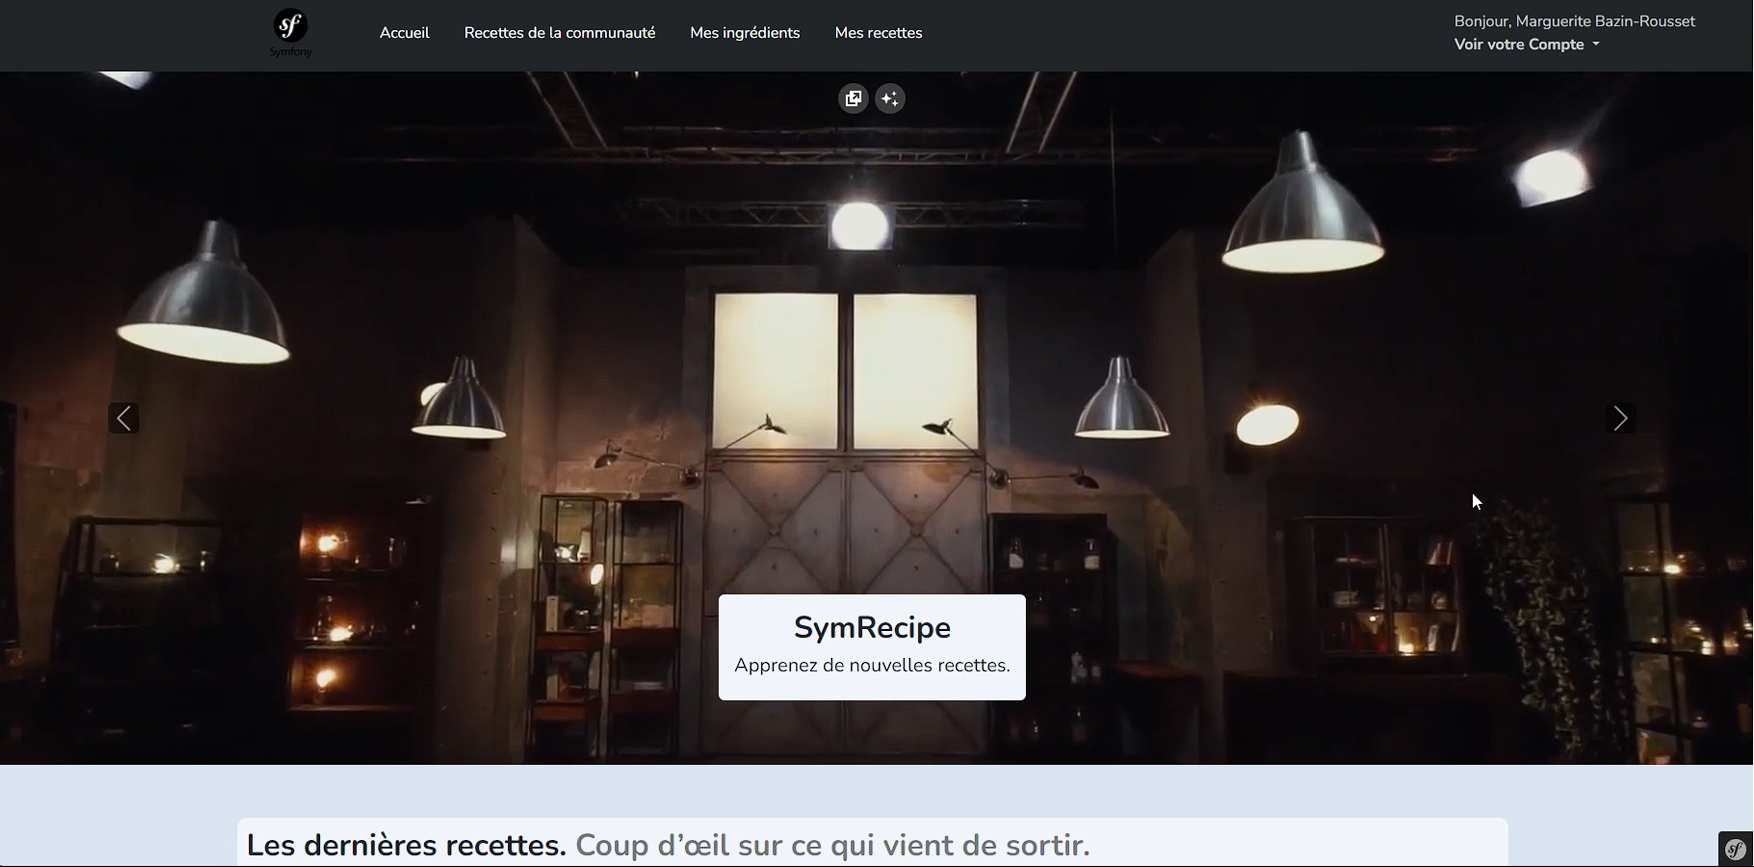 Symfony
Accueil
Recettes de la communauté
Mes ingrédients
Mes recettes
Bonjour, Marguerite Bazin-Rousset
Voir votre Compte
SymRecipe
Apprenez de nouvelles recettes.
Les dernières recettes. Coup d’œil sur ce qui vient de sortir.